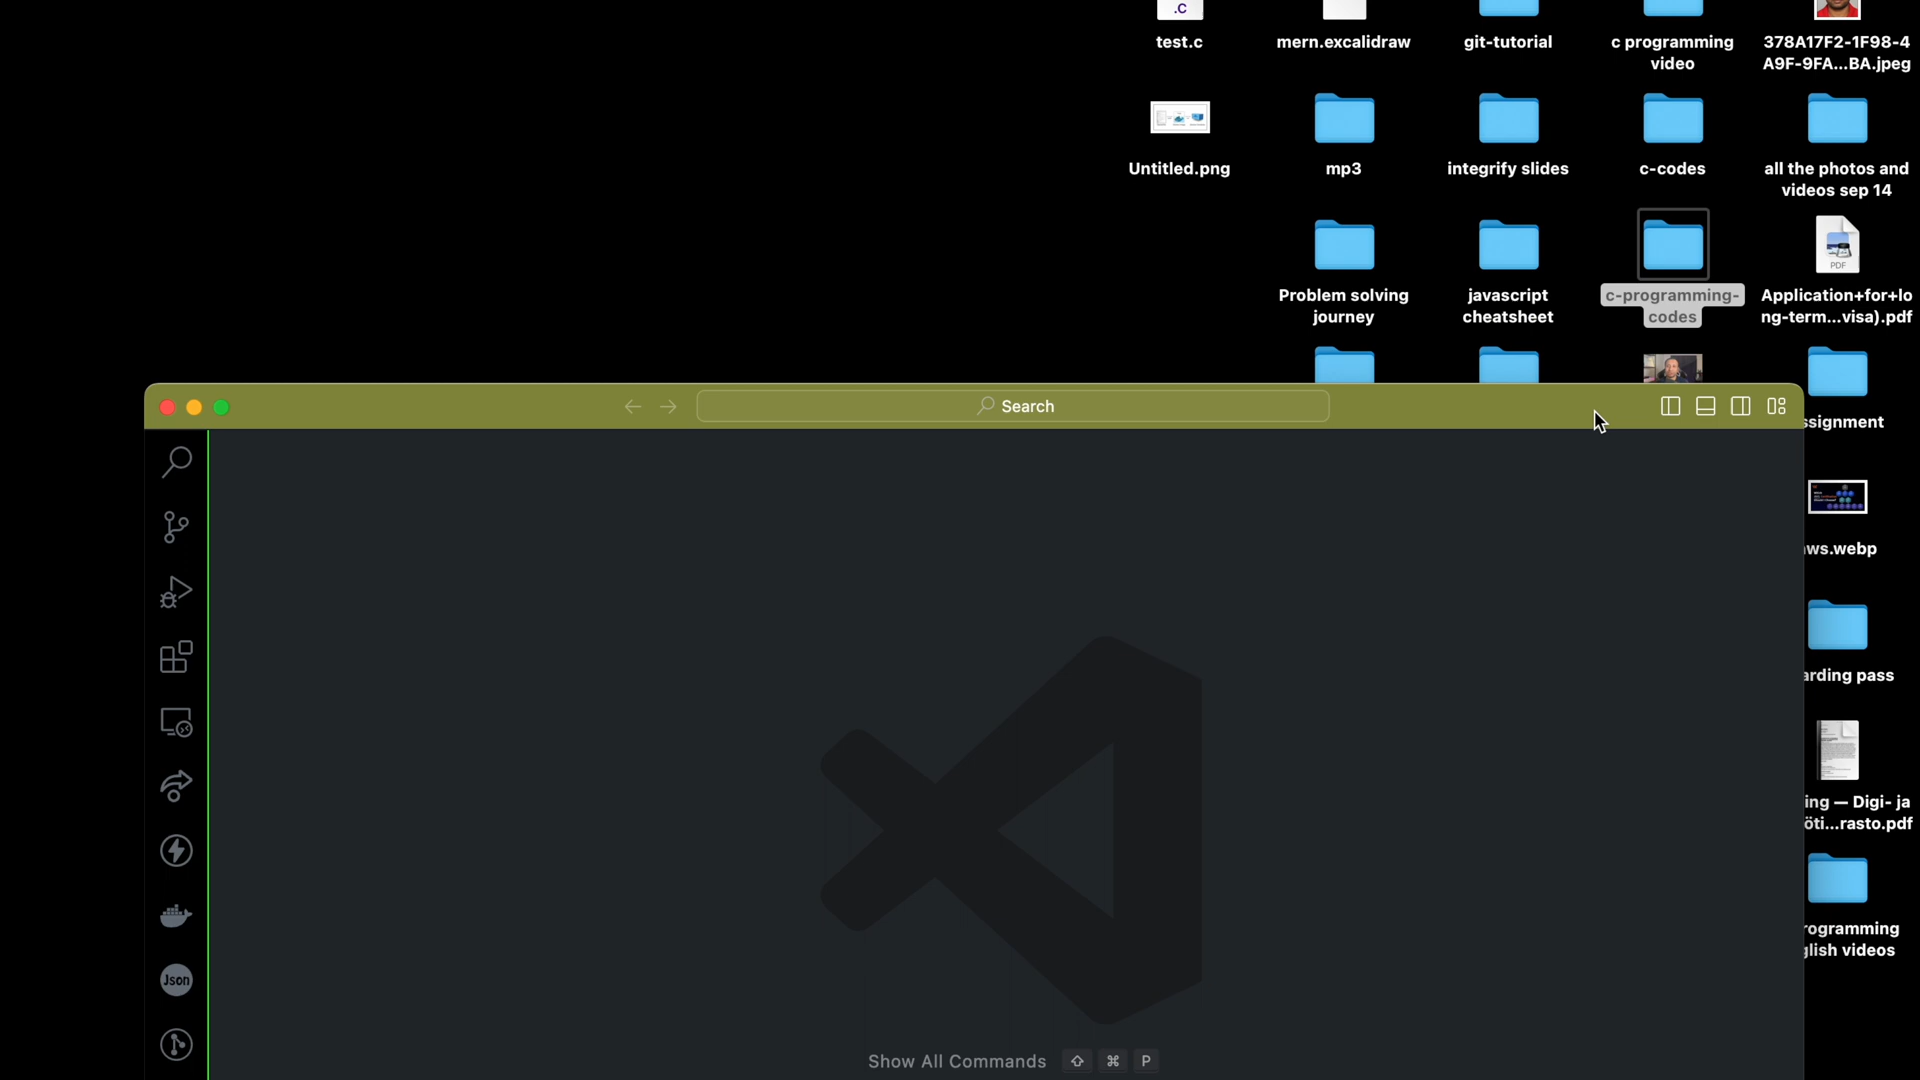 .C
test.c
mern.excalidraw
git-tutorial
c programming
video
378A17F2-1F98-4
A9F-9FA...BA.jpeg
Untitled.png
mp3
integrify slides
c-codes
all the photos and
videos sep 14
PDF
Problem solving
journey
javascript
cheatsheet
c-programming-
codes
Application+for+lo
ng-term...visa).pdf
Search
ssignment
ws.webp
arding pass
ing — Digi- ja
öti...rasto.pdf
rogramming
glish videos
Json
Show All Commands ⇧ ⌘ P